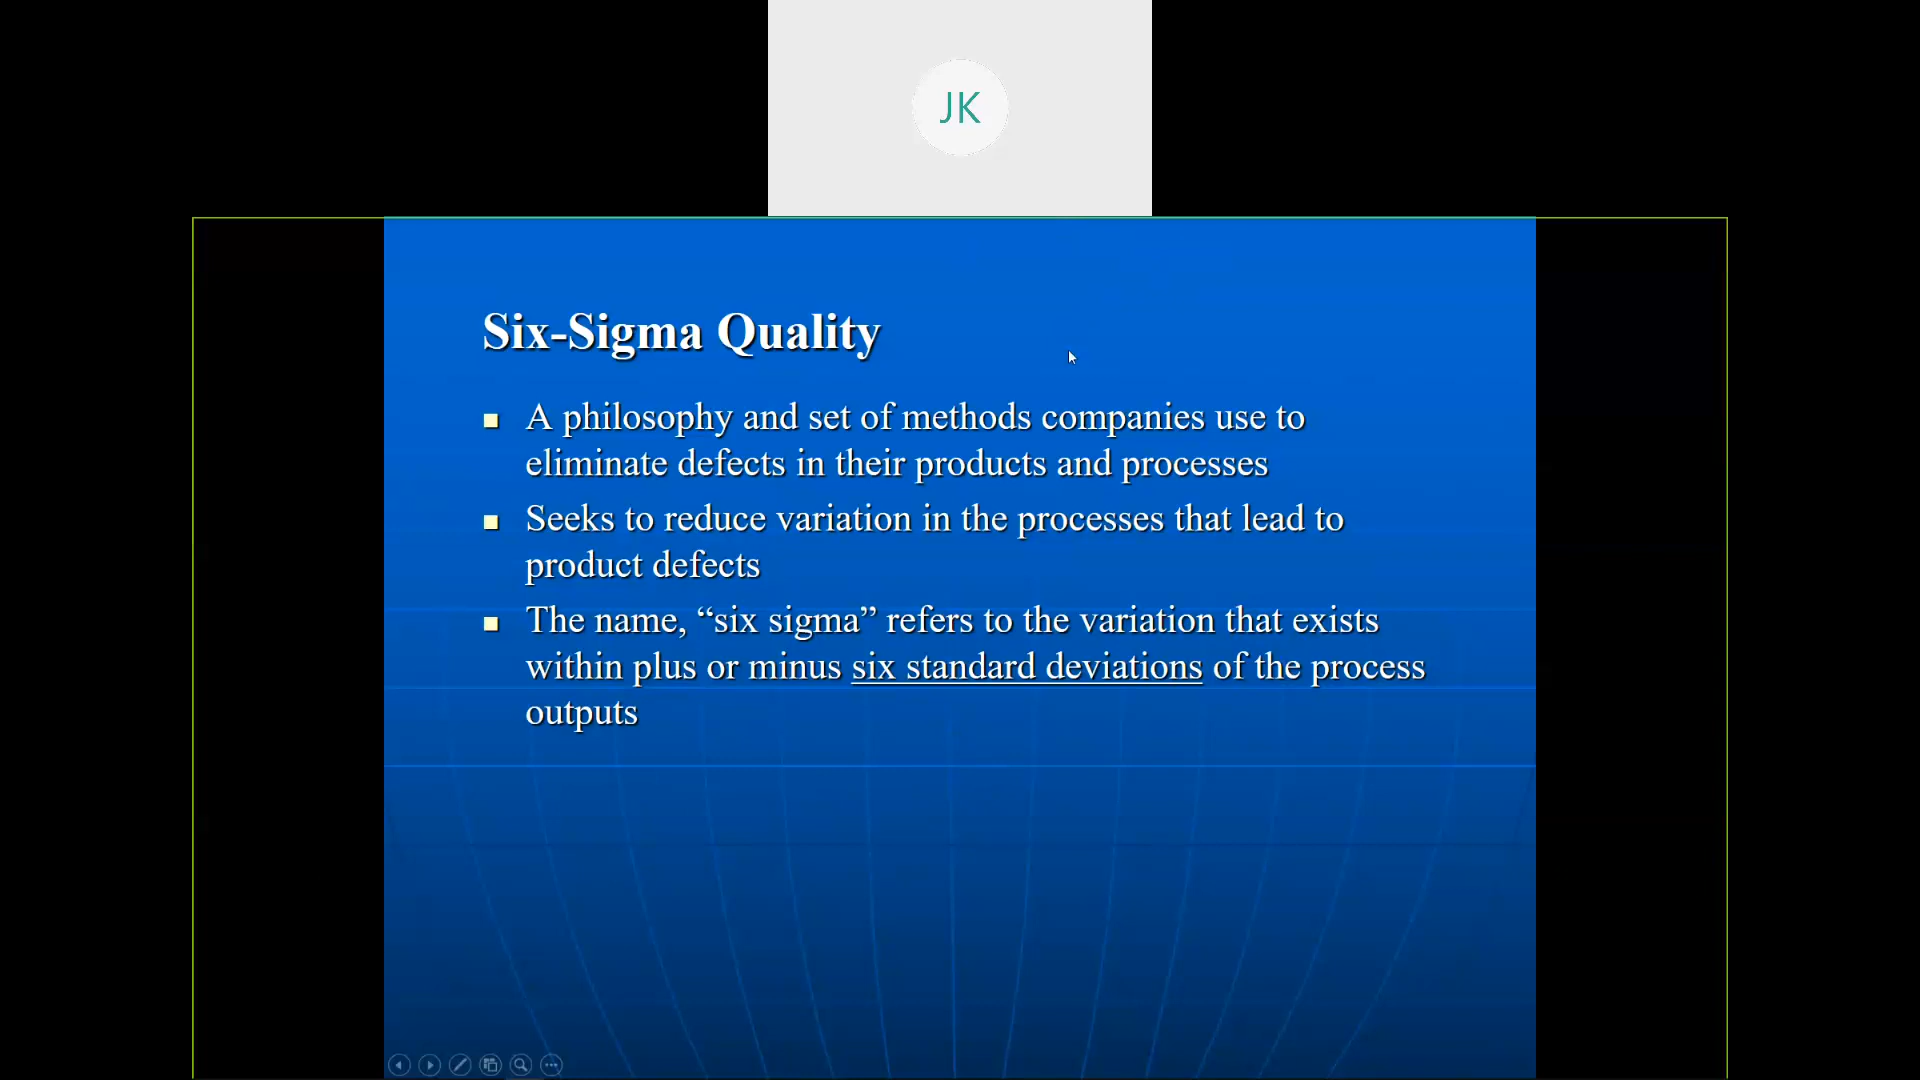 JK
Six-Sigma Quality
A philosophy and set of methods companies use to
eliminate defects in their products and processes
Seeks to reduce variation in the processes that lead to
product defects
The name, “six sigma” refers to the variation that exists
within plus or minus six standard deviations of the process
outputs